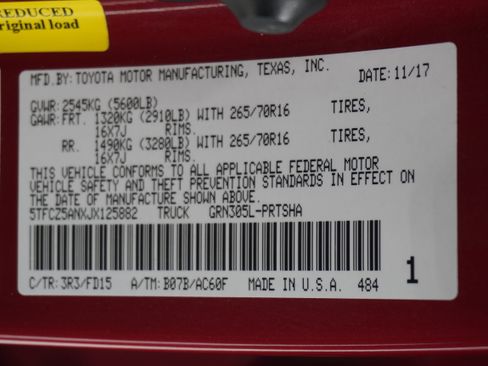 REDUCED
original load
MFD.BY: TOYOTA MOTOR MANUFACTURING, TEXAS, INC. DATE: 11/17
GVWR: 2545KG (5600LB)
GAWR: FRT. 1320KG (2910LB) WITH 265/70R16 TIRES,
16X7J RIMS.
RR. 1490KG (3280LB) WITH 265/70R16 TIRES,
16X7J RIMS.
THIS VEHICLE CONFORMS TO ALL APPLICABLE FEDERAL MOTOR
VEHICLE SAFETY AND THEFT PREVENTION STANDARDS IN EFFECT ON
THE DATE OF MANUFACTURE SHOWN ABOVE.
5TFCZ5ANXJX125882 TRUCK GRN305L-PRTSHA
C/TR: 3R3/FD15 A/TM: B07B/AC60F MADE IN U.S.A. 484 1